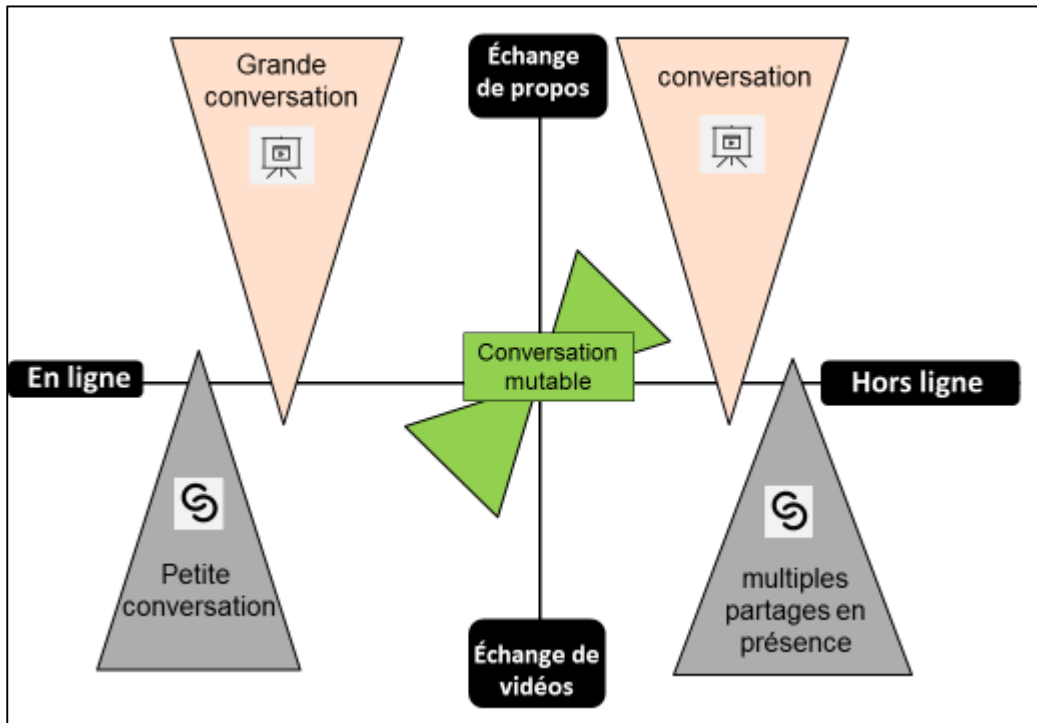 Grande
conversation
Échange
de propos
conversation
Conversation
mutable
En ligne
Hors ligne
Petite
conversation
multiples
partages en
présence
Échange de
vidéos